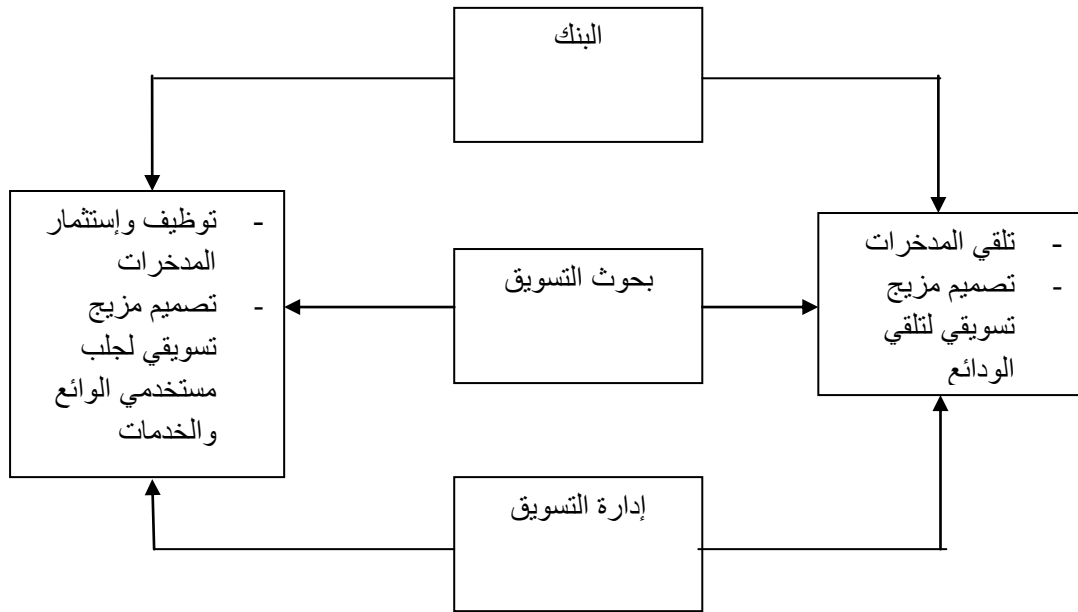 البنك
- تلقي المدخرات
- تصميم مزيج
تسويقي لتلقي
الودائع
بحوث التسويق
- توظيف وإستثمار
المدخرات
- تصميم مزيج
تسويقي لجلب
مستخدمي الوائع
والخدمات
إدارة التسويق